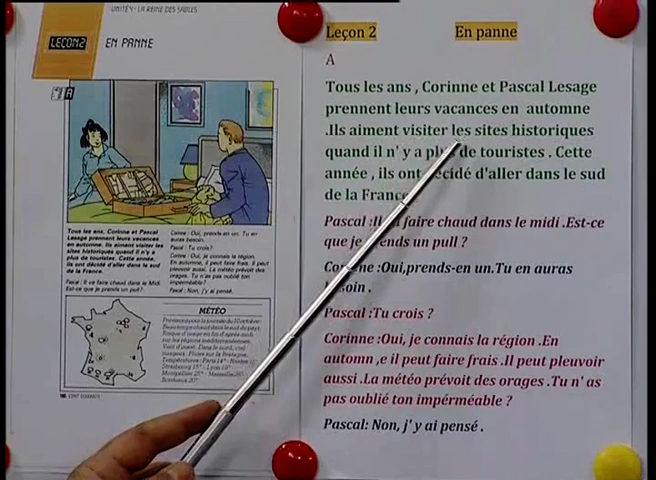 UNITÉ 4 - LA REINE DES SABLES
LEÇON 2 EN PANNE
A
Tous les ans, Corinne et Pascal
Lesage prennent leurs vacances
en automne. Ils aiment visiter les
sites historiques quand il n'y a
plus de touristes. Cette année,
ils ont décidé d'aller dans le sud
de la France.
Pascal : Il va faire chaud dans le midi.
Est-ce que je prends un pull ?
Corinne : Oui, prends-en un. Tu en
auras besoin.
Pascal : Tu crois ?
Corinne : Oui, je connais la région.
En automne, il peut faire frais. Il peut
pleuvoir aussi. La météo prévoit des
orages. Tu n'as pas oublié ton
imperméable ?
Pascal : Non, j'y ai pensé.
MÉTÉO
Leçon 2 En panne
A
Tous les ans , Corinne et Pascal Lesage
prennent leurs vacances en automne
.Ils aiment visiter les sites historiques
quand il n' y a plus de touristes . Cette
année , ils ont décidé d'aller dans le sud
de la France
Pascal :Il faire chaud dans le midi .Est-ce
que je prends un pull ?
Corinne :Oui,prends-en un.Tu en auras
besoin .
Pascal :Tu crois ?
Corinne :Oui, je connais la région .En
automn ,e il peut faire frais .Il peut pleuvoir
aussi .La météo prévoit des orages .Tu n' as
pas oublié ton impérméable ?
Pascal: Non, j'y ai pensé .